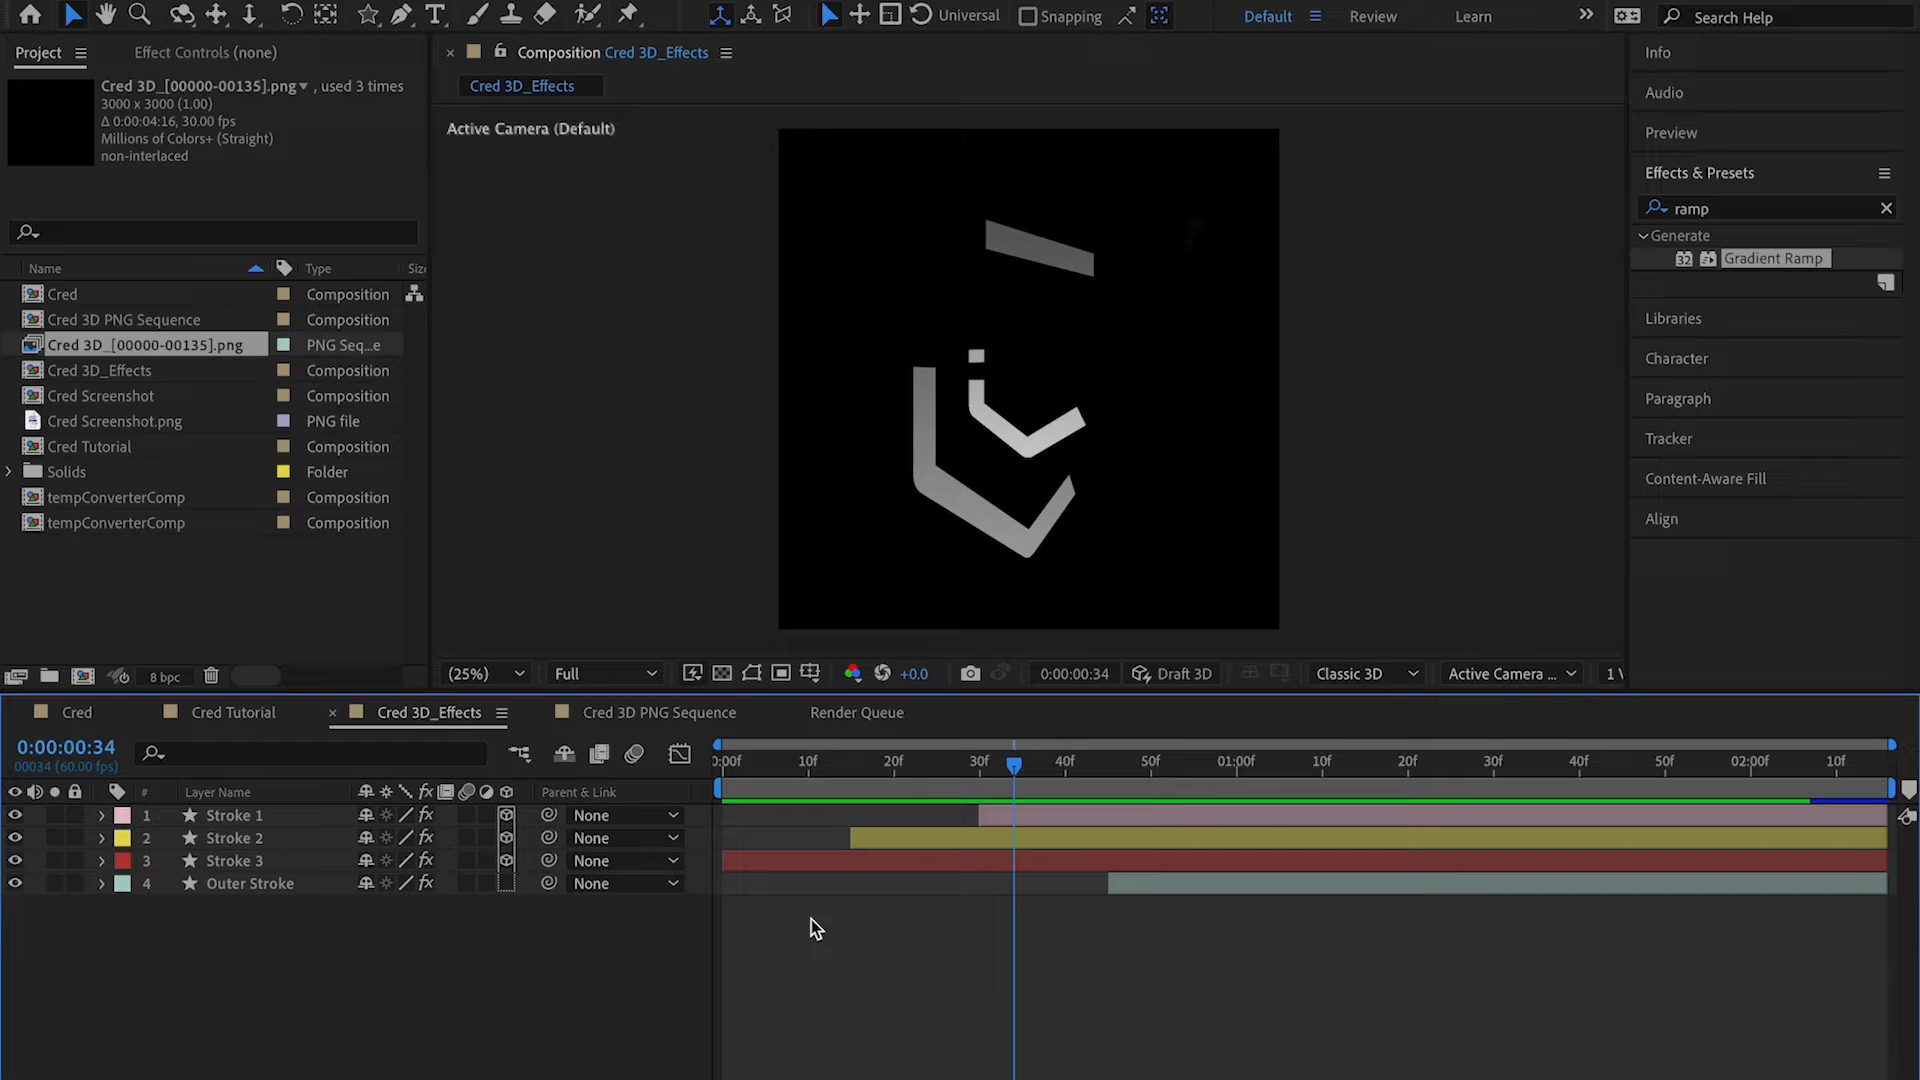 Universal
Snapping
Default
Review
Learn
Search Help
Project
Effect Controls (none)
Composition Cred 3D_Effects
Info
Cred 3D_[00000-00135].png , used 3 times
3000 x 3000 (1.00)
Δ 0:00:04:16, 30.00 fps
Millions of Colors+ (Straight)
non-interlaced
Cred 3D_Effects
Active Camera (Default)
Audio
Preview
Effects & Presets
ramp
Generate
32
Gradient Ramp
Libraries
Character
Paragraph
Tracker
Content-Aware Fill
Align
Name
Type
Siz
Cred
Composition
Cred 3D PNG Sequence
Composition
Cred 3D_[00000-00135].png
PNG Seq...e
Cred 3D_Effects
Composition
Cred Screenshot
Composition
Cred Screenshot.png
PNG file
Cred Tutorial
Composition
Solids
Folder
tempConverterComp
Composition
tempConverterComp
Composition
8 bpc
(25%)
Full
+0.0
0:00:00:34
Draft 3D
Classic 3D
Active Camera ...
1 V
Cred
Cred Tutorial
Cred 3D_Effects
Cred 3D PNG Sequence
Render Queue
0:00:00:34
00034 (60.00 fps)
0:00f 10f 20f 30f 40f 50f 01:00f 10f 20f 30f 40f 50f 02:00f 10f
# Layer Name fx Parent & Link
1 Stroke 1 fx None
2 Stroke 2 fx None
3 Stroke 3 fx None
4 Outer Stroke fx None